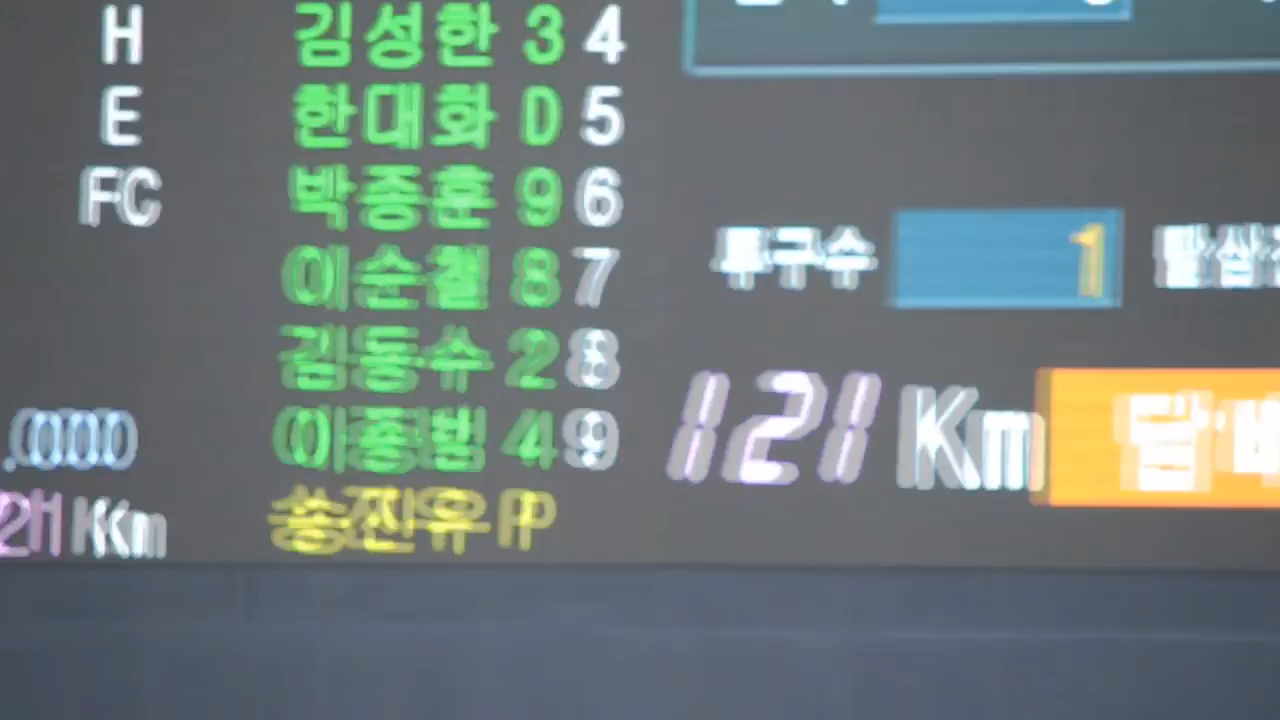 H 김성한 3 4
E 한대화 D 5
FC 박종훈 9 6
이순철 8 7
투구수 1
김동수 2 8
이종범 4 9
121 Km
송진우 P
Km